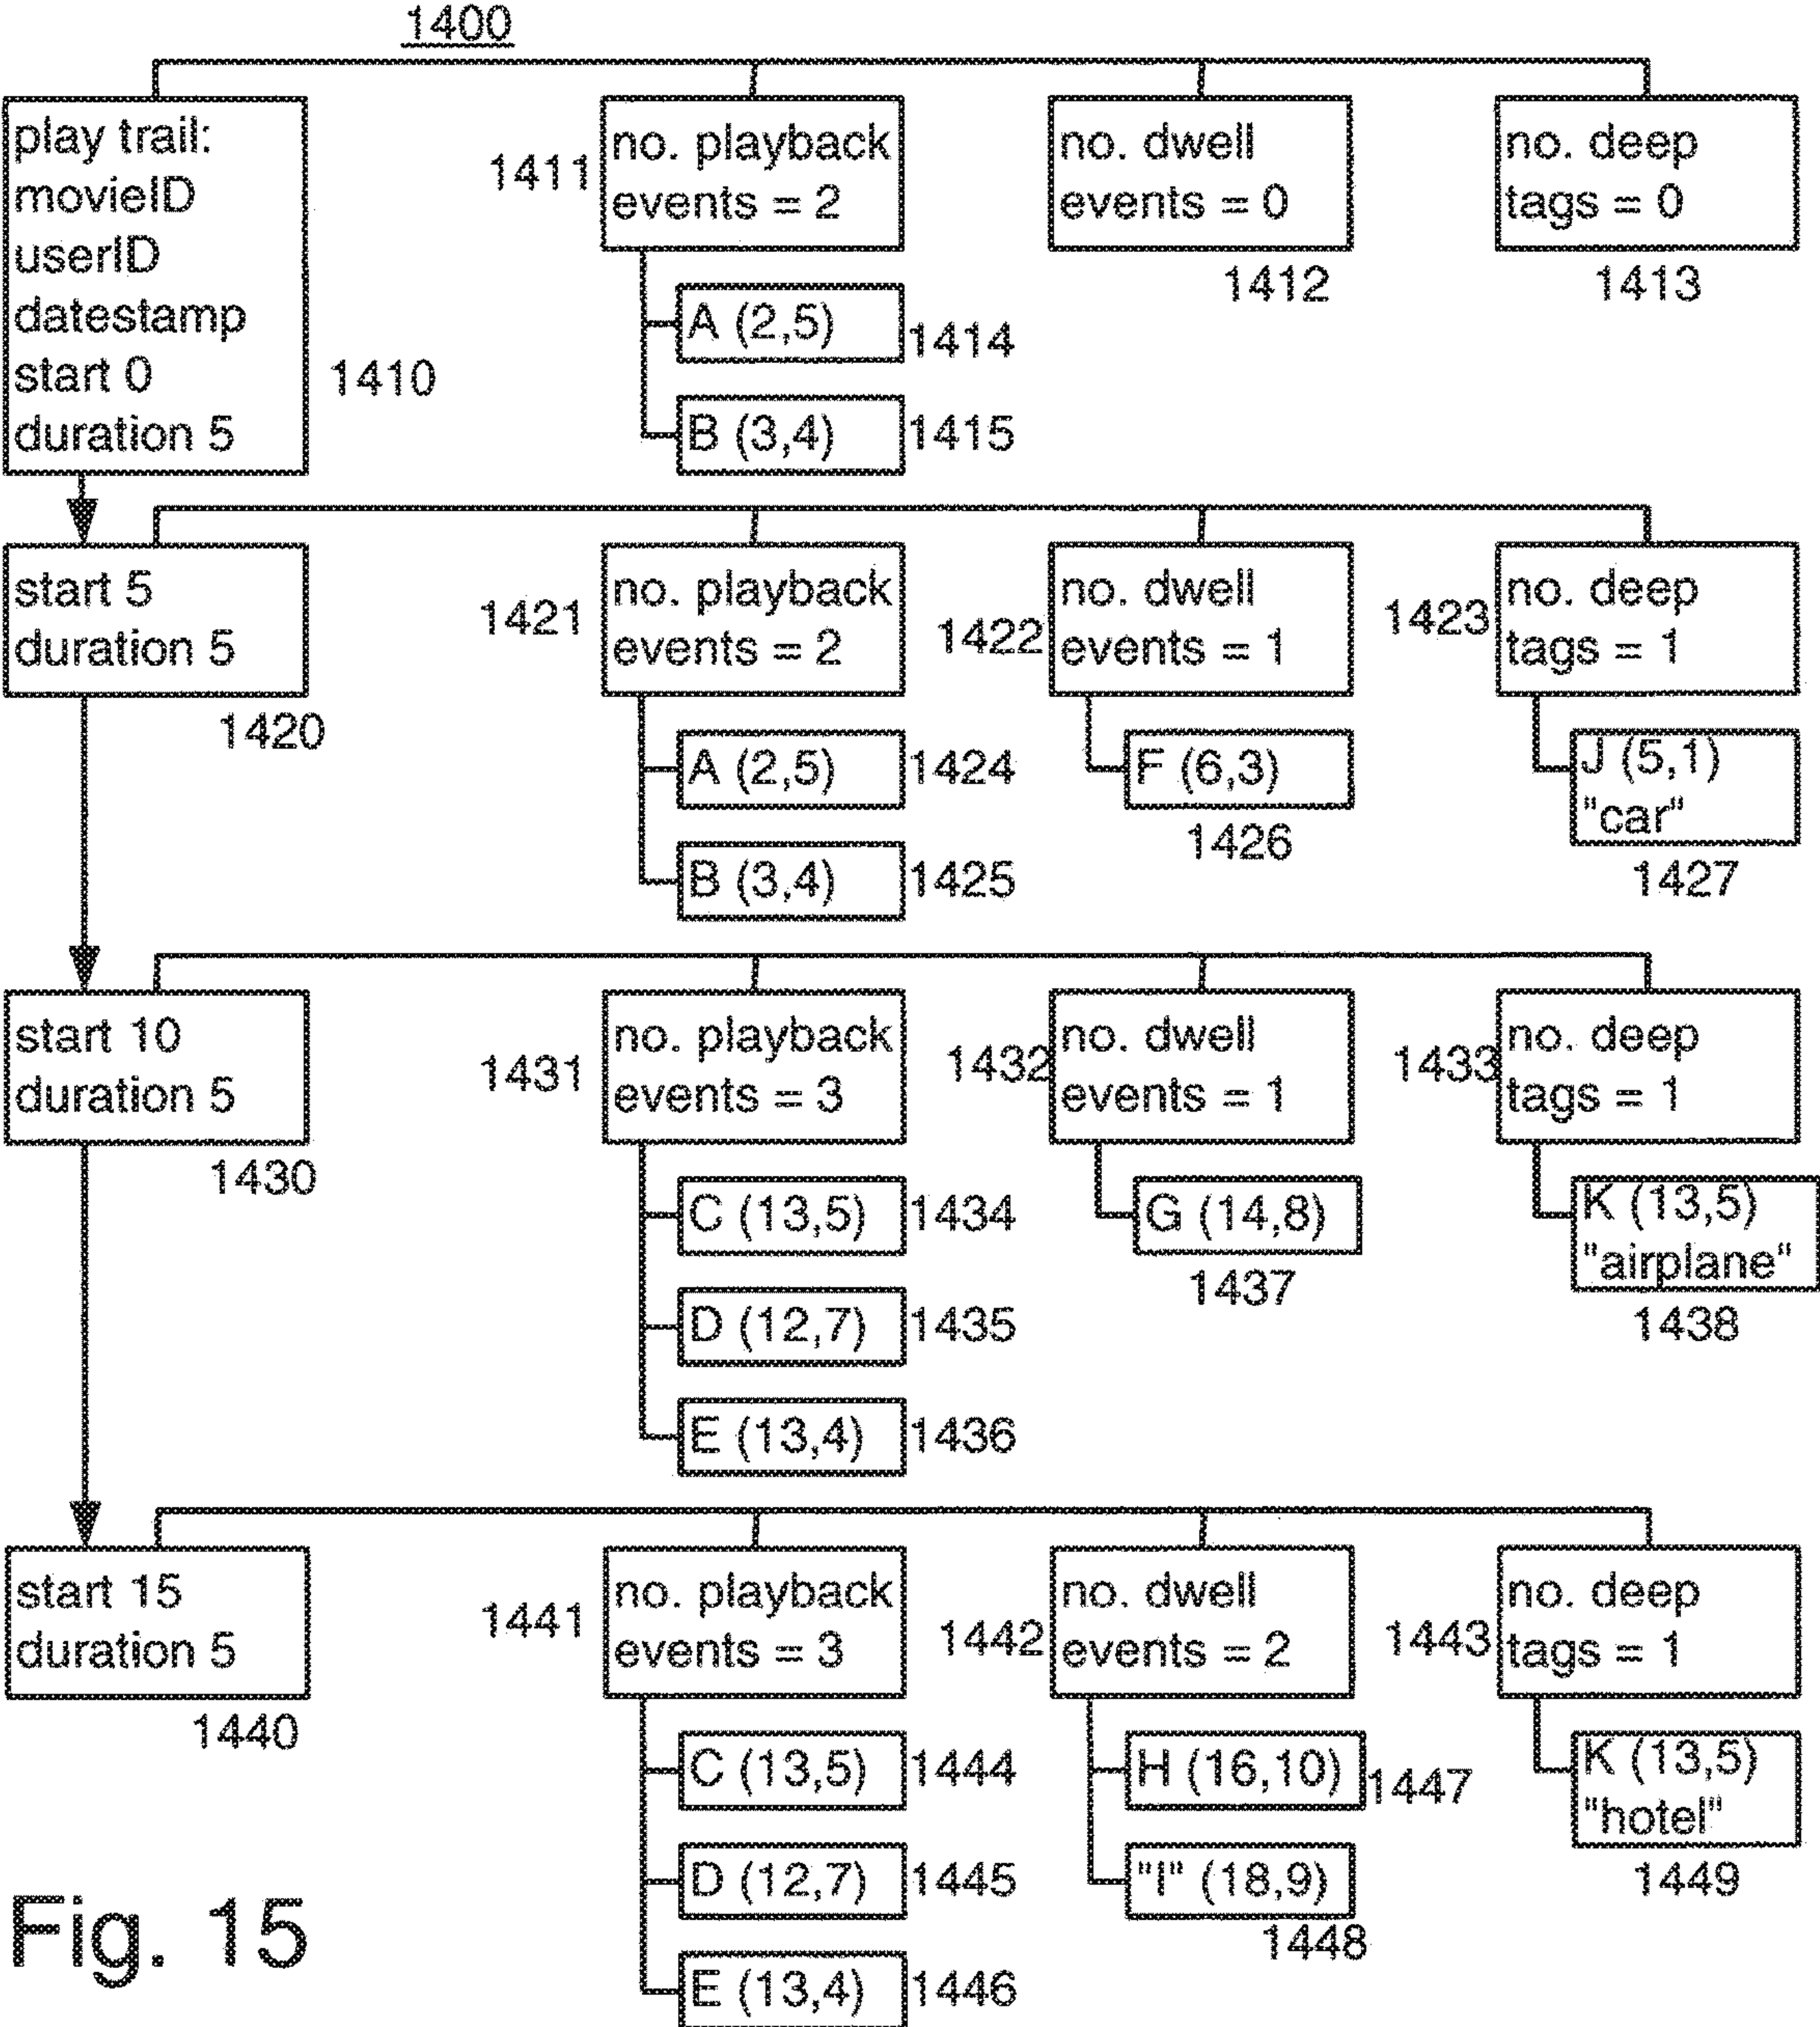 1400
play trail:
movieID
userID
datestamp
start 0
duration 5
1410
1411
no. playback
events = 2
A (2,5)
1414
B (3,4)
1415
no. dwell
events = 0
1412
no. deep
tags = 0
1413
start 5
duration 5
1420
1421
no. playback
events = 2
A (2,5)
1424
B (3,4)
1425
1422
no. dwell
events = 1
F (6,3)
1426
1423
no. deep
tags = 1
J (5,1)
"car"
1427
start 10
duration 5
1430
1431
no. playback
events = 3
C (13,5)
1434
D (12,7)
1435
E (13,4)
1436
1432
no. dwell
events = 1
G (14,8)
1437
1433
no. deep
tags = 1
K (13,5)
"airplane"
1438
start 15
duration 5
1440
1441
no. playback
events = 3
C (13,5)
1444
D (12,7)
1445
E (13,4)
1446
1442
no. dwell
events = 2
H (16,10)
1447
"I" (18,9)
1448
1443
no. deep
tags = 1
K (13,5)
"hotel"
1449
Fig. 15